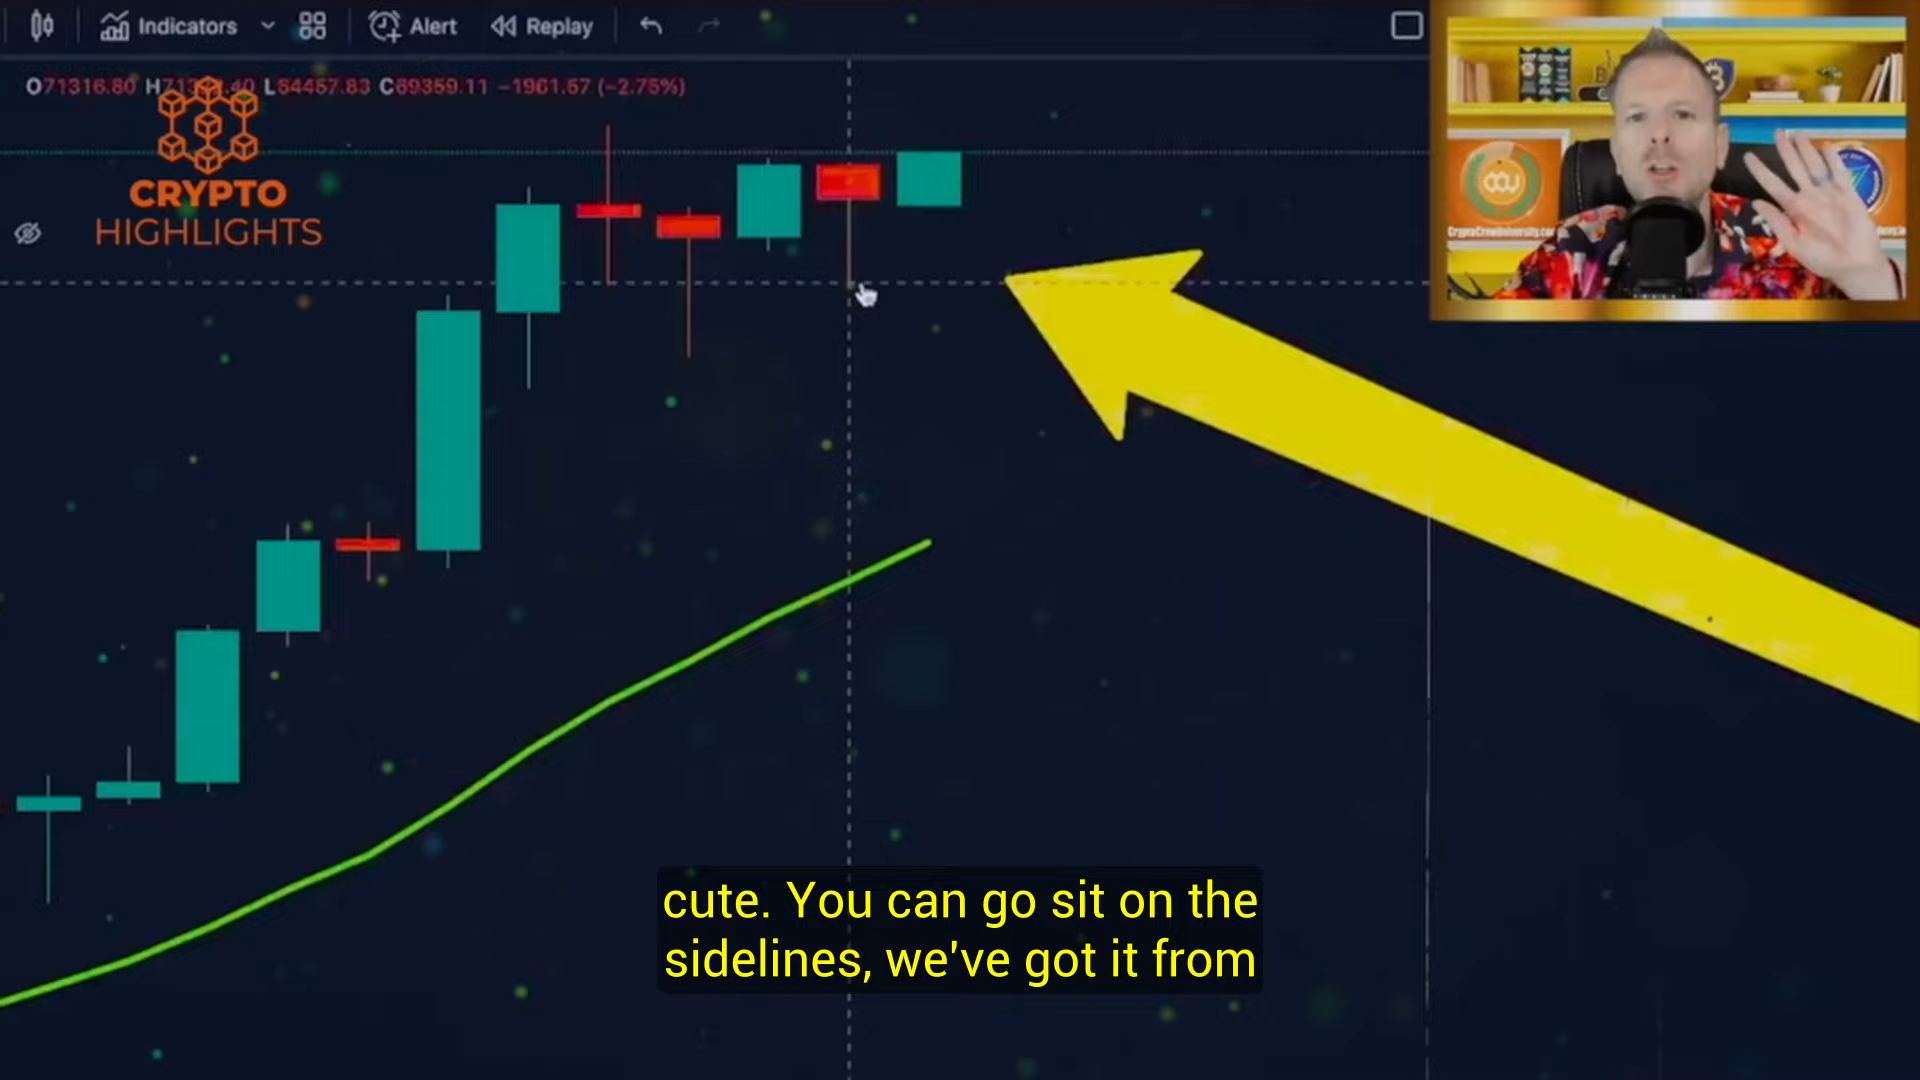 Indicators
Alert
Replay
O71316.80 L64457.83 C69359.11 −1961.57 (−2.75%)
CRYPTO
HIGHLIGHTS
cute. You can go sit on the
sidelines, we've got it from